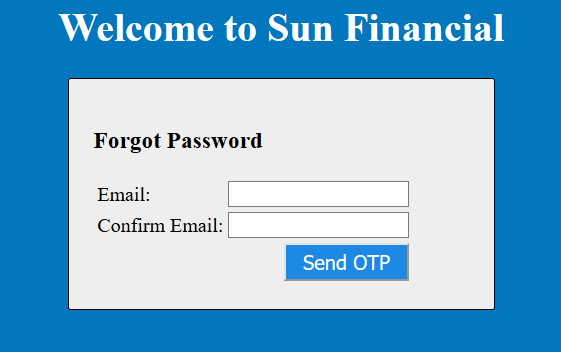 Welcome to Sun Financial
Forgot Password
Email:
Confirm Email:
Send OTP